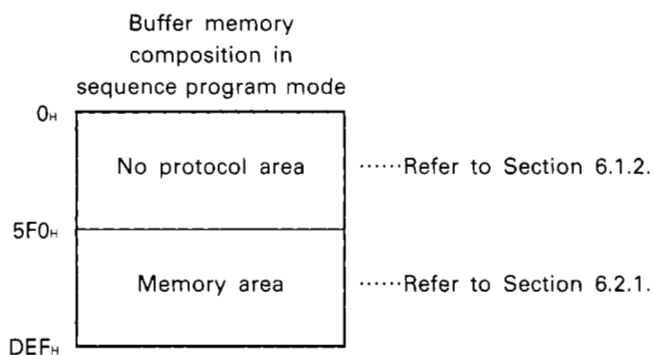 Buffer memory
composition in
sequence program mode
0H
No protocol area ······Refer to Section 6.1.2.
5F0H
Memory area ······Refer to Section 6.2.1.
DEFH